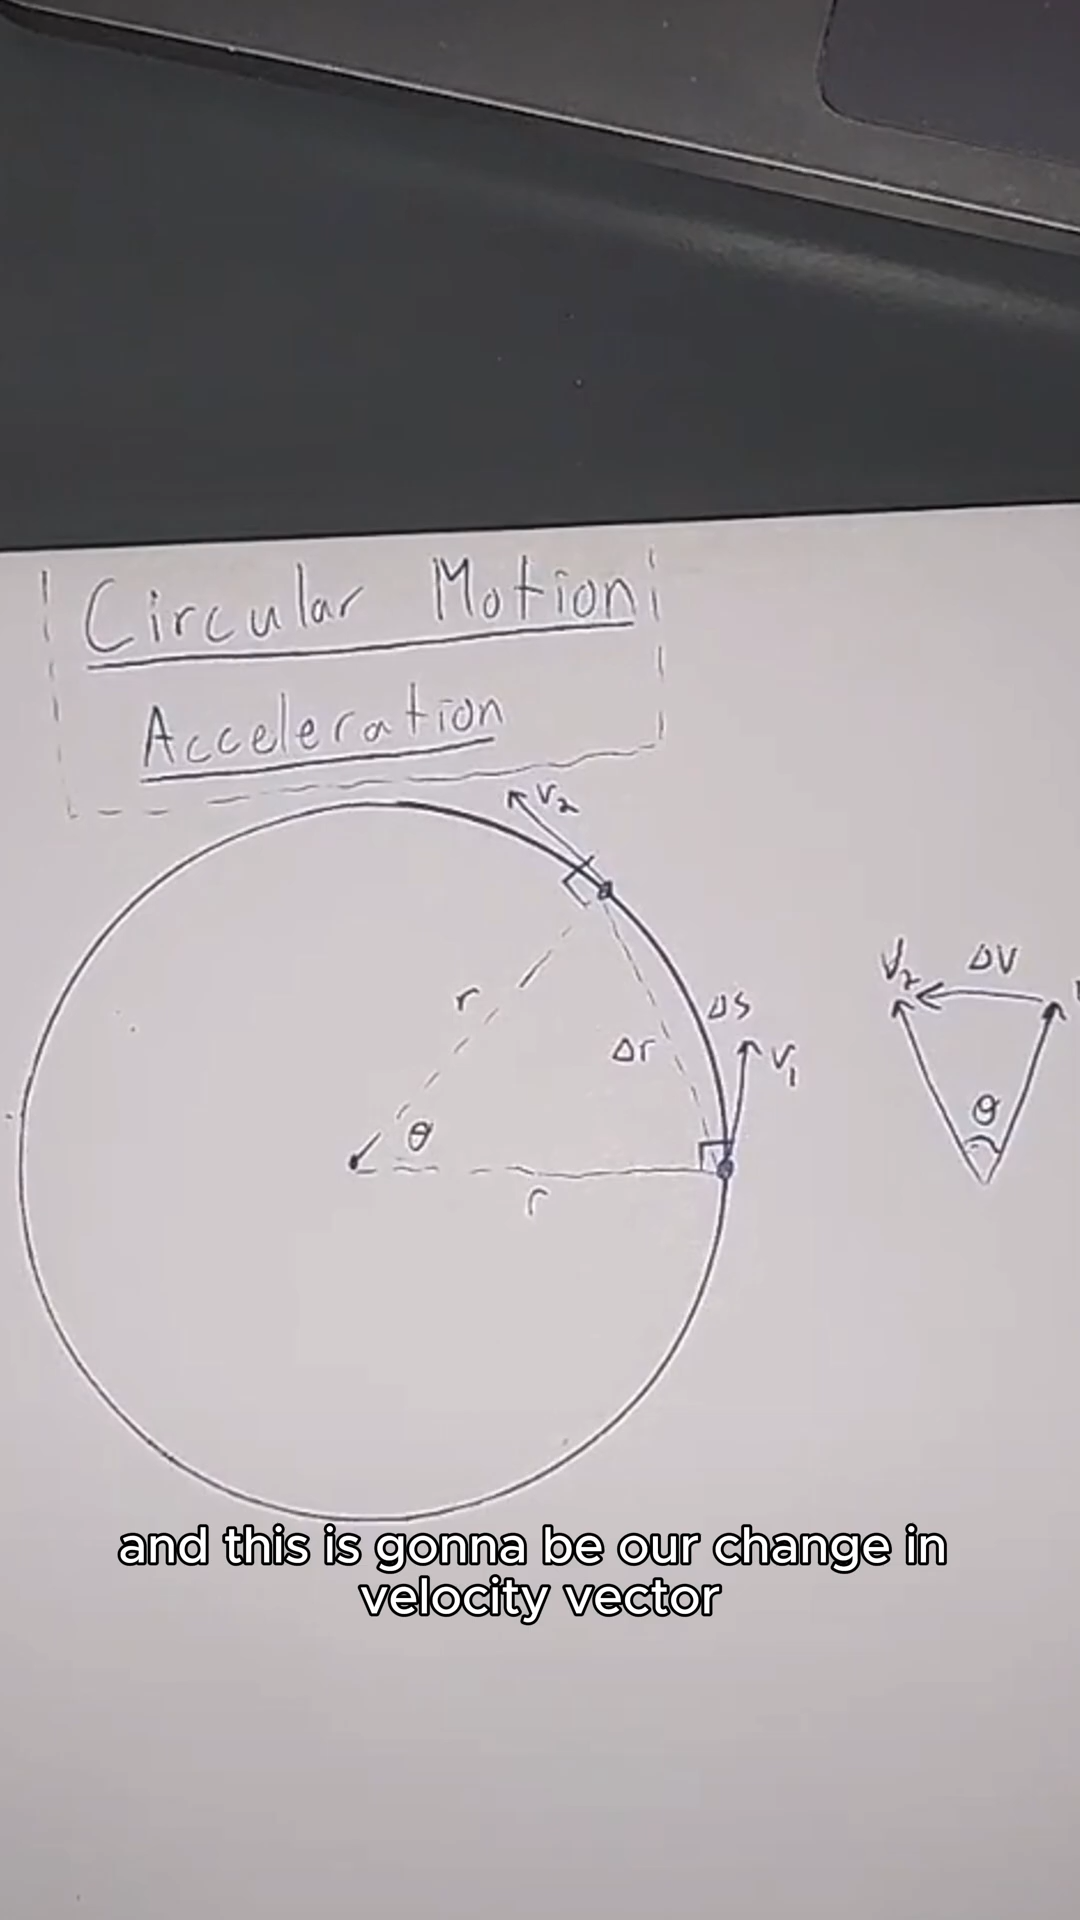 Circular Motion
Acceleration
V₂
r
Δs
Δr
V₁
θ
r
V₂
ΔV
θ
and this is gonna be our change in
velocity vector